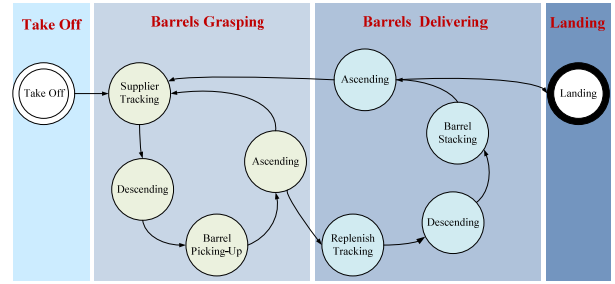 Take Off
Barrels Grasping
Barrels Delivering
Landing
Take Off
Supplier
Tracking
Descending
Barrel
Picking-Up
Ascending
Ascending
Barrel
Stacking
Descending
Replenish
Tracking
Landing